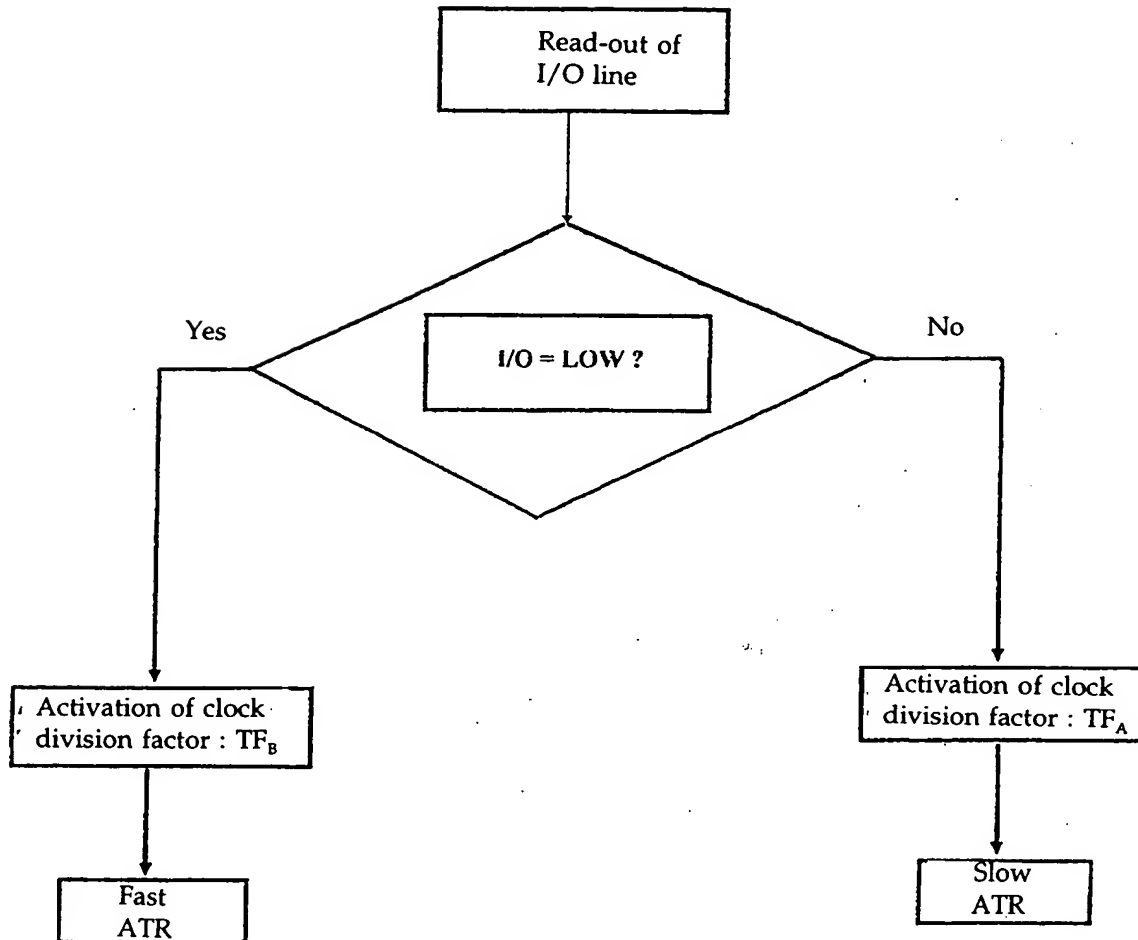 Read-out of
I/O line
Yes
No
I/O = LOW ?
Activation of clock
division factor : TF_B
Activation of clock
division factor : TF_A
Fast
ATR
Slow
ATR